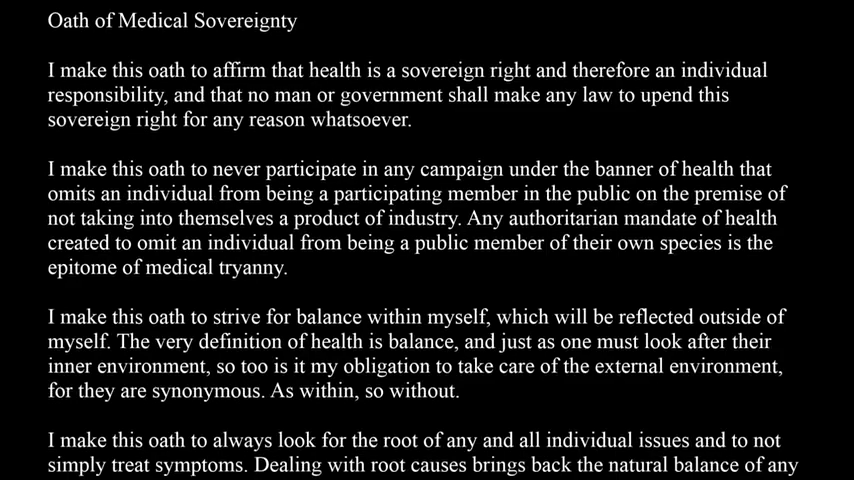 Oath of Medical Sovereignty
I make this oath to affirm that health is a sovereign right and therefore an individual
responsibility, and that no man or government shall make any law to upend this
sovereign right for any reason whatsoever.
I make this oath to never participate in any campaign under the banner of health that
omits an individual from being a participating member in the public on the premise of
not taking into themselves a product of industry. Any authoritarian mandate of health
created to omit an individual from being a public member of their own species is the
epitome of medical tryanny.
I make this oath to strive for balance within myself, which will be reflected outside of
myself. The very definition of health is balance, and just as one must look after their
inner environment, so too is it my obligation to take care of the external environment,
for they are synonymous. As within, so without.
I make this oath to always look for the root of any and all individual issues and to not
simply treat symptoms. Dealing with root causes brings back the natural balance of any